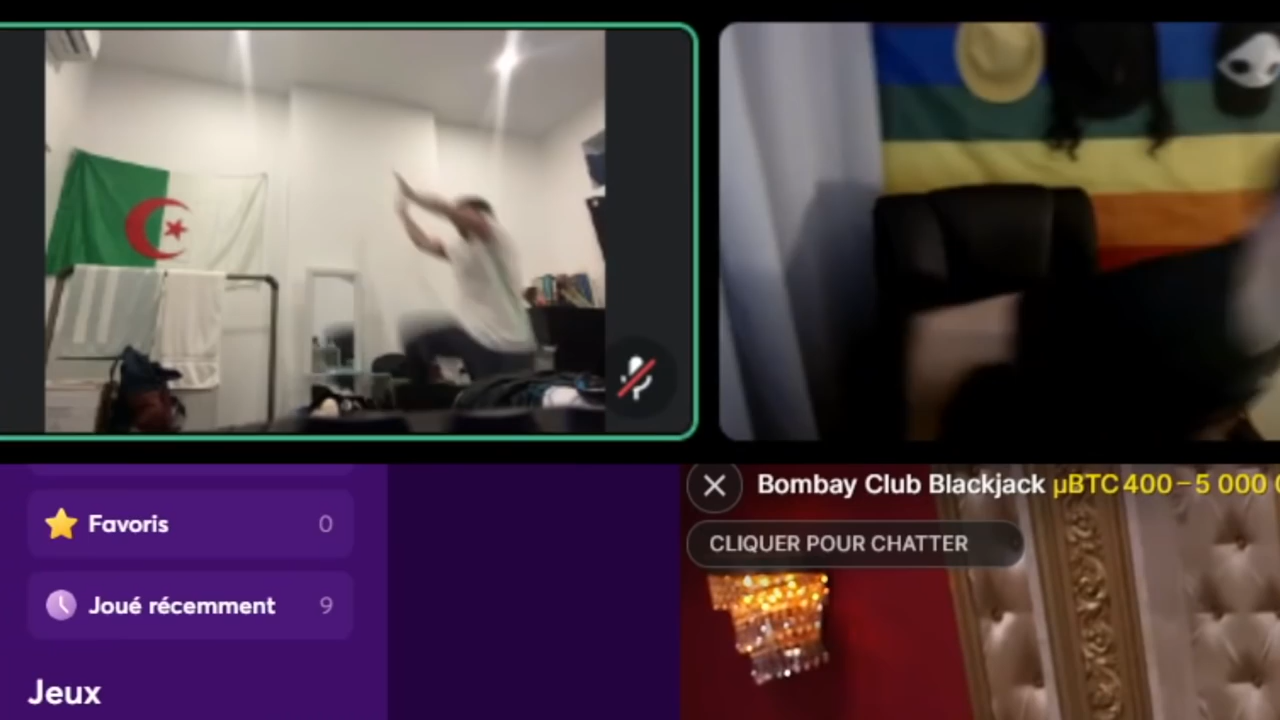 Favoris 0
Joué récemment 9
Jeux
Bombay Club Blackjack µBTC 400–5 000
CLIQUER POUR CHATTER